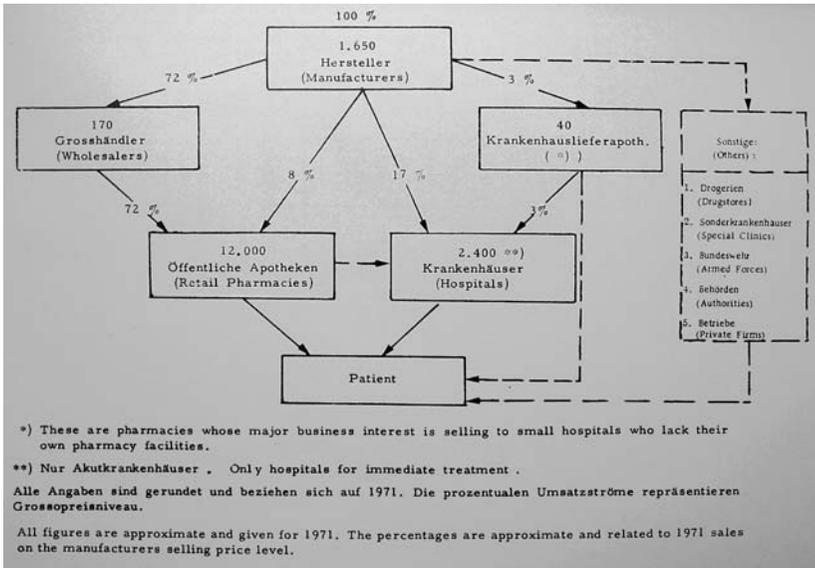 100 %
1.650
Hersteller
(Manufacturers)
72 %
3 %
170
Grosshändler
(Wholesalers)
40
Krankenhauslieferapoth.
( *) )
Sonstige:
(Others) :
8 %
17 %
72 %
3%
1. Drogerien
(Drugstores)
2. Sonderkrankenhäuser
(Special Clinics)
3. Bundeswehr
(Armed Forces)
4. Behörden
(Authorities)
5. Betriebe
(Private Firms)
12.000
Öffentliche Apotheken
(Retail Pharmacies)
2.400 **)
Krankenhäuser
(Hospitals)
Patient
*) These are pharmacies whose major business interest is selling to small hospitals who lack their
own pharmacy facilities.
**) Nur Akutkrankenhäuser . Only hospitals for immediate treatment .
Alle Angaben sind gerundet und beziehen sich auf 1971. Die prozentualen Umsatzströme repräsentieren
Grossopreisniveau.
All figures are approximate and given for 1971. The percentages are approximate and related to 1971 sales
on the manufacturers selling price level.